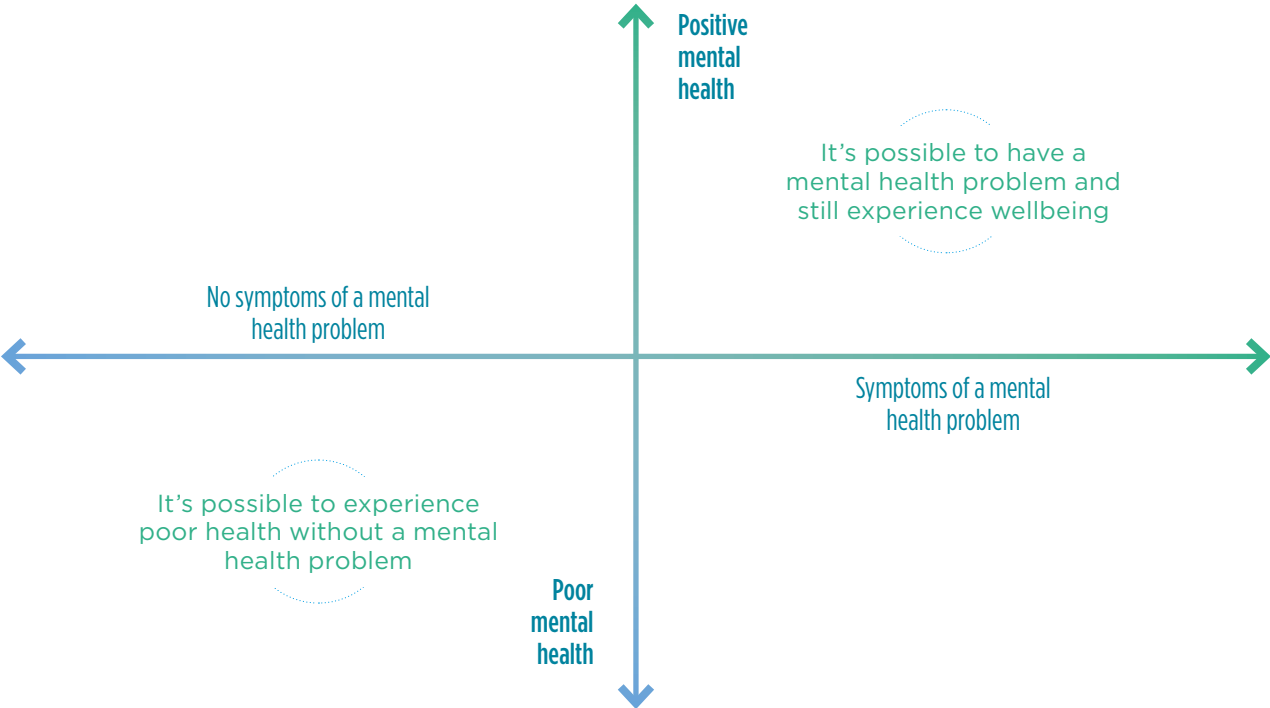 Positive
mental
health
It’s possible to have a
mental health problem and
still experience wellbeing
No symptoms of a mental
health problem
Symptoms of a mental
health problem
It’s possible to experience
poor health without a mental
health problem
Poor
mental
health